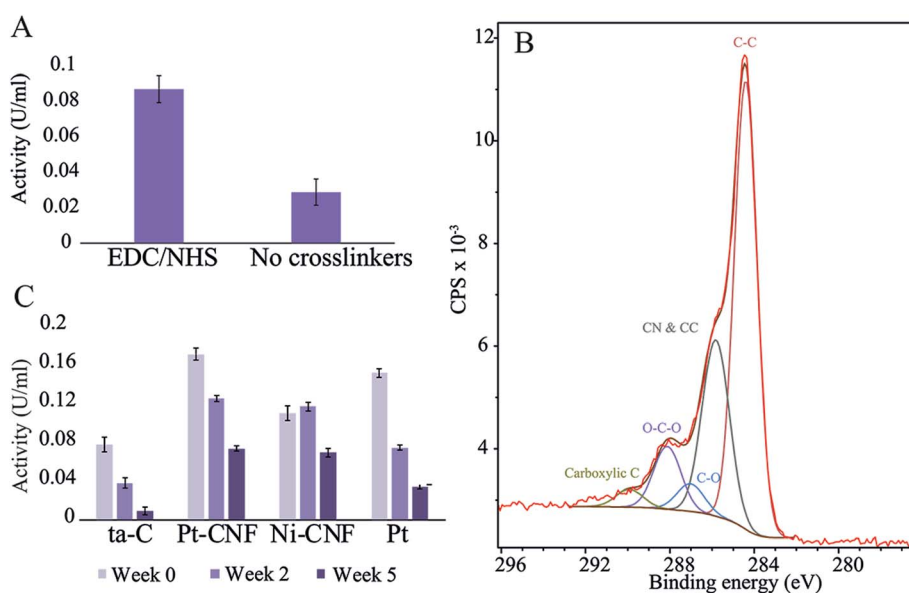 A
Activity (U/ml)
0.1
0.08
0.06
0.04
0.02
0
EDC/NHS No crosslinkers
B
CPS x 10⁻³
12
10
8
6
4
C-C
CN & CC
O-C-O
C-O
Carboxylic C
296 292 288 284 280
Binding energy (eV)
C
Activity (U/ml)
0.2
0.16
0.12
0.08
0.04
0
ta-C Pt-CNF Ni-CNF Pt
Week 0 Week 2 Week 5